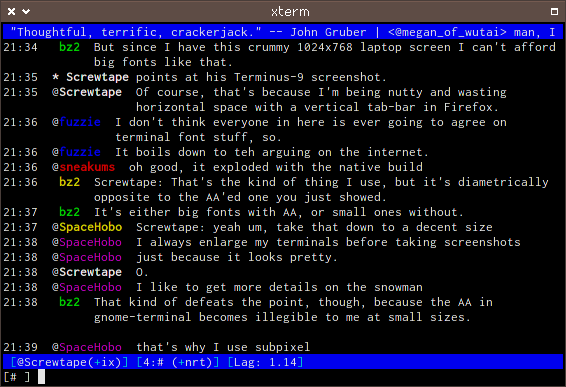 xterm
"Thoughtful, terrific, crackerjack." -- John Gruber | <@megan_of_wutai> man, I
21:34 bz2 But since I have this crummy 1024x768 laptop screen I can't afford
big fonts like that.
21:35 * Screwtape points at his Terminus-9 screenshot.
21:35 @Screwtape Of course, that's because I'm being nutty and wasting
horizontal space with a vertical tab-bar in Firefox.
21:36 @fuzzie I don't think everyone in here is ever going to agree on
terminal font stuff, so.
21:36 @fuzzie It boils down to teh arguing on the internet.
21:36 @sneakums oh good, it exploded with the native build
21:36 bz2 Screwtape: That's the kind of thing I use, but it's diametrically
opposite to the AA'ed one you just showed.
21:37 bz2 It's either big fonts with AA, or small ones without.
21:37 @SpaceHobo Screwtape: yeah um, take that down to a decent size
21:38 @SpaceHobo I always enlarge my terminals before taking screenshots
21:38 @SpaceHobo just because it looks pretty.
21:38 @Screwtape O.
21:38 @SpaceHobo I like to get more details on the snowman
21:38 bz2 That kind of defeats the point, though, because the AA in
gnome-terminal becomes illegible to me at small sizes.
21:39 @SpaceHobo that's why I use subpixel
[@Screwtape(+ix)] [4:# (+nrt)] [Lag: 1.14]
[# ]